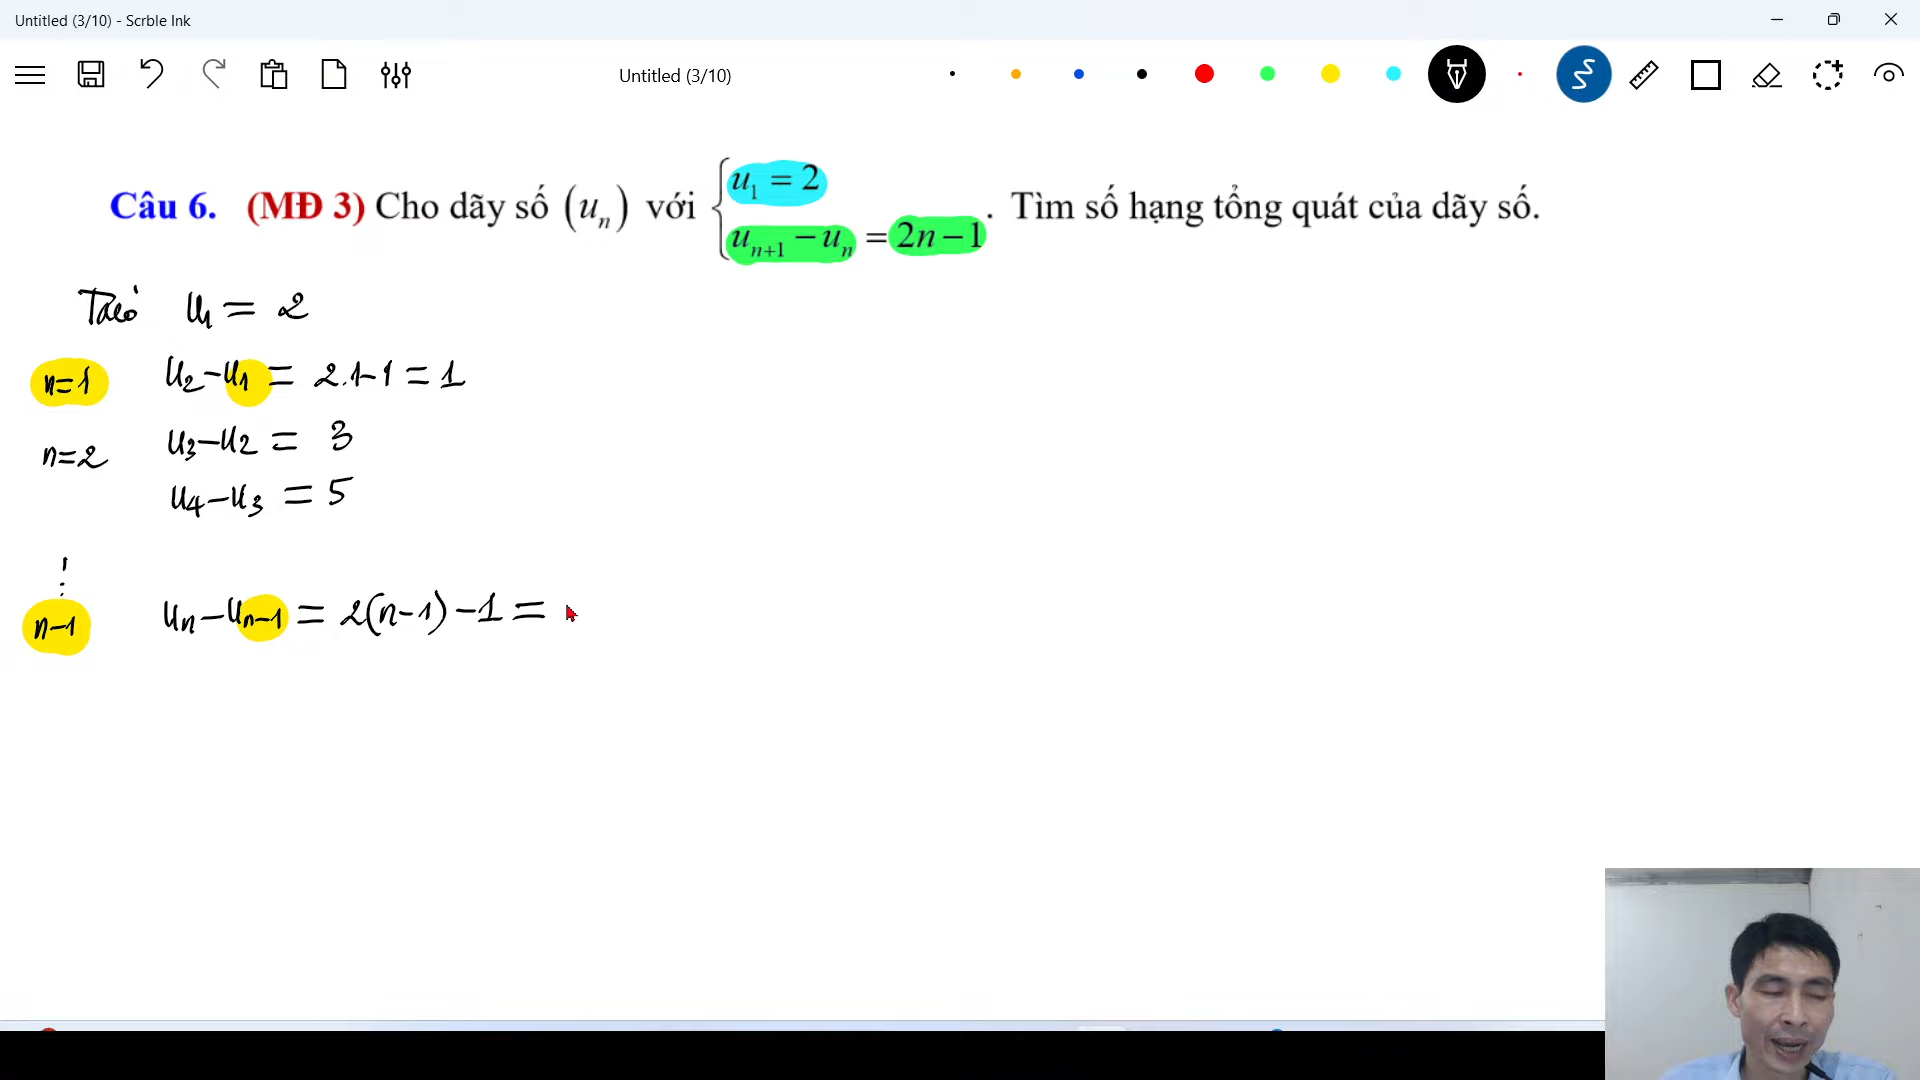 Untitled (3/10) - Scrble Ink
Untitled (3/10)
Câu 6. (MĐ 3) Cho dãy số (uₙ) với { u₁ = 2 ; uₙ₊₁ − uₙ = 2n − 1 . Tìm số hạng tổng quát của dãy số.
u₁ = 2
n=1 u₂ − u₁ = 2.1−1 = 1
n=2 u₃ − u₂ = 3
u₄ − u₃ = 5
⋮
n−1 uₙ − uₙ₋₁ = 2(n−1) − 1 =